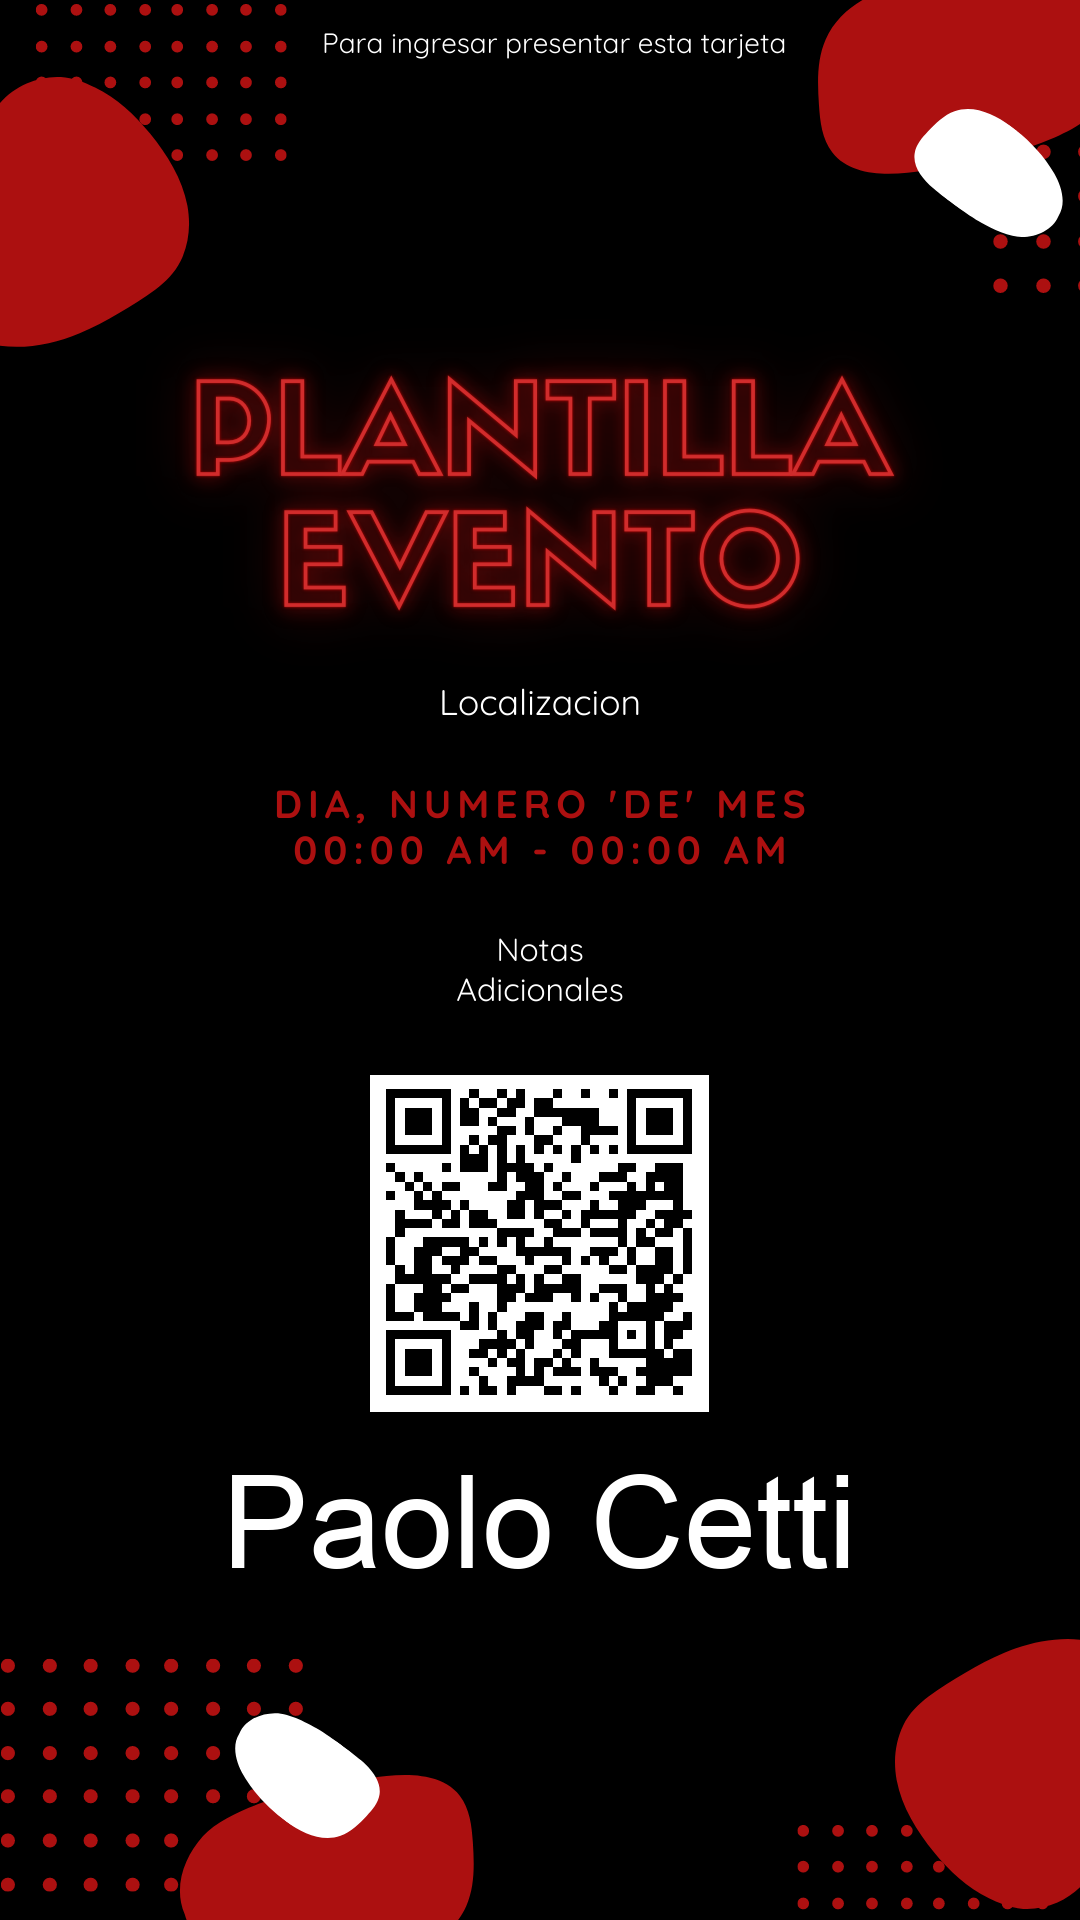 Para ingresar presentar esta tarjeta
PLANTILLA
EVENTO
Localizacion
DIA, NUMERO 'DE' MES
00:00 AM - 00:00 AM
Notas
Adicionales
Paolo Cetti